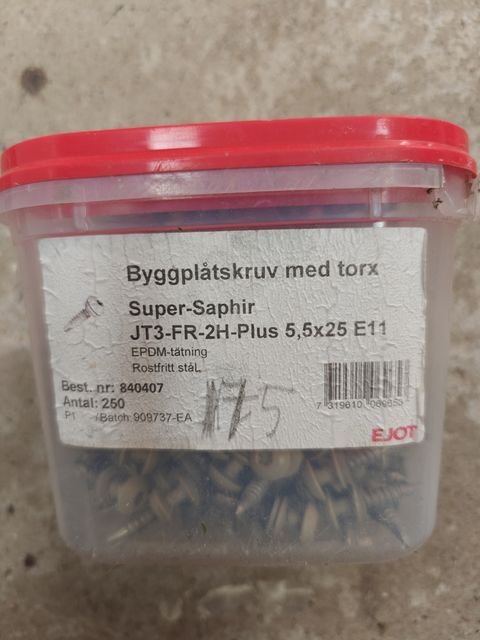 Byggplåtskruv med torx
Super-Saphir
JT3-FR-2H-Plus 5,5x25 E11
EPDM-tätning
Rostfritt stål.
Best. nr: 840407
Antal: 250
P1 /Batch: 909737-EA
175
EJOT